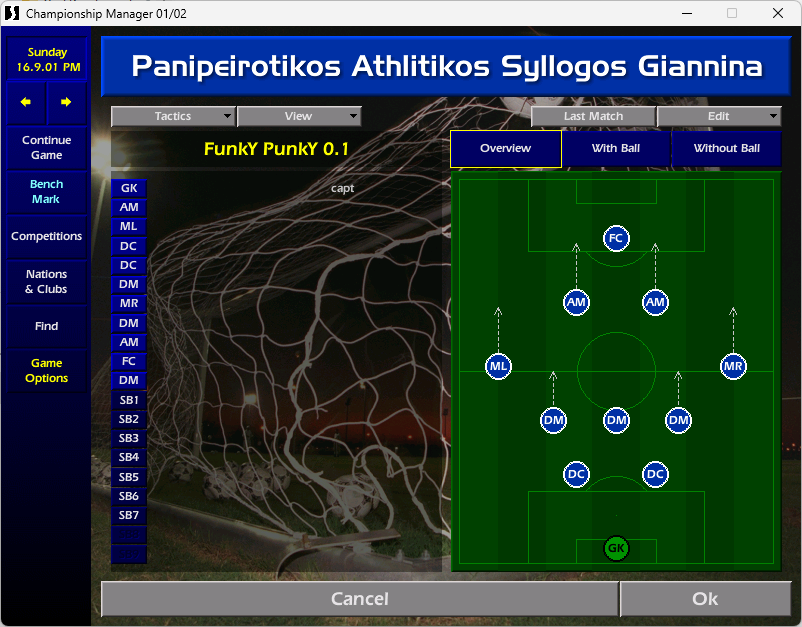 Championship Manager 01/02
Sunday
16.9.01 PM
Continue
Game
Bench
Mark
Competitions
Nations
& Clubs
Find
Game
Options
Panipeirotikos Athlitikos Syllogos Giannina
Tactics
View
Last Match
Edit
FunkY PunkY 0.1
Overview
With Ball
Without Ball
GK
capt
AM
ML
DC
DC
DM
MR
DM
AM
FC
DM
SB1
SB2
SB3
SB4
SB5
SB6
SB7
FC
AM AM
ML MR
DM DM DM
DC DC
GK
Cancel
Ok